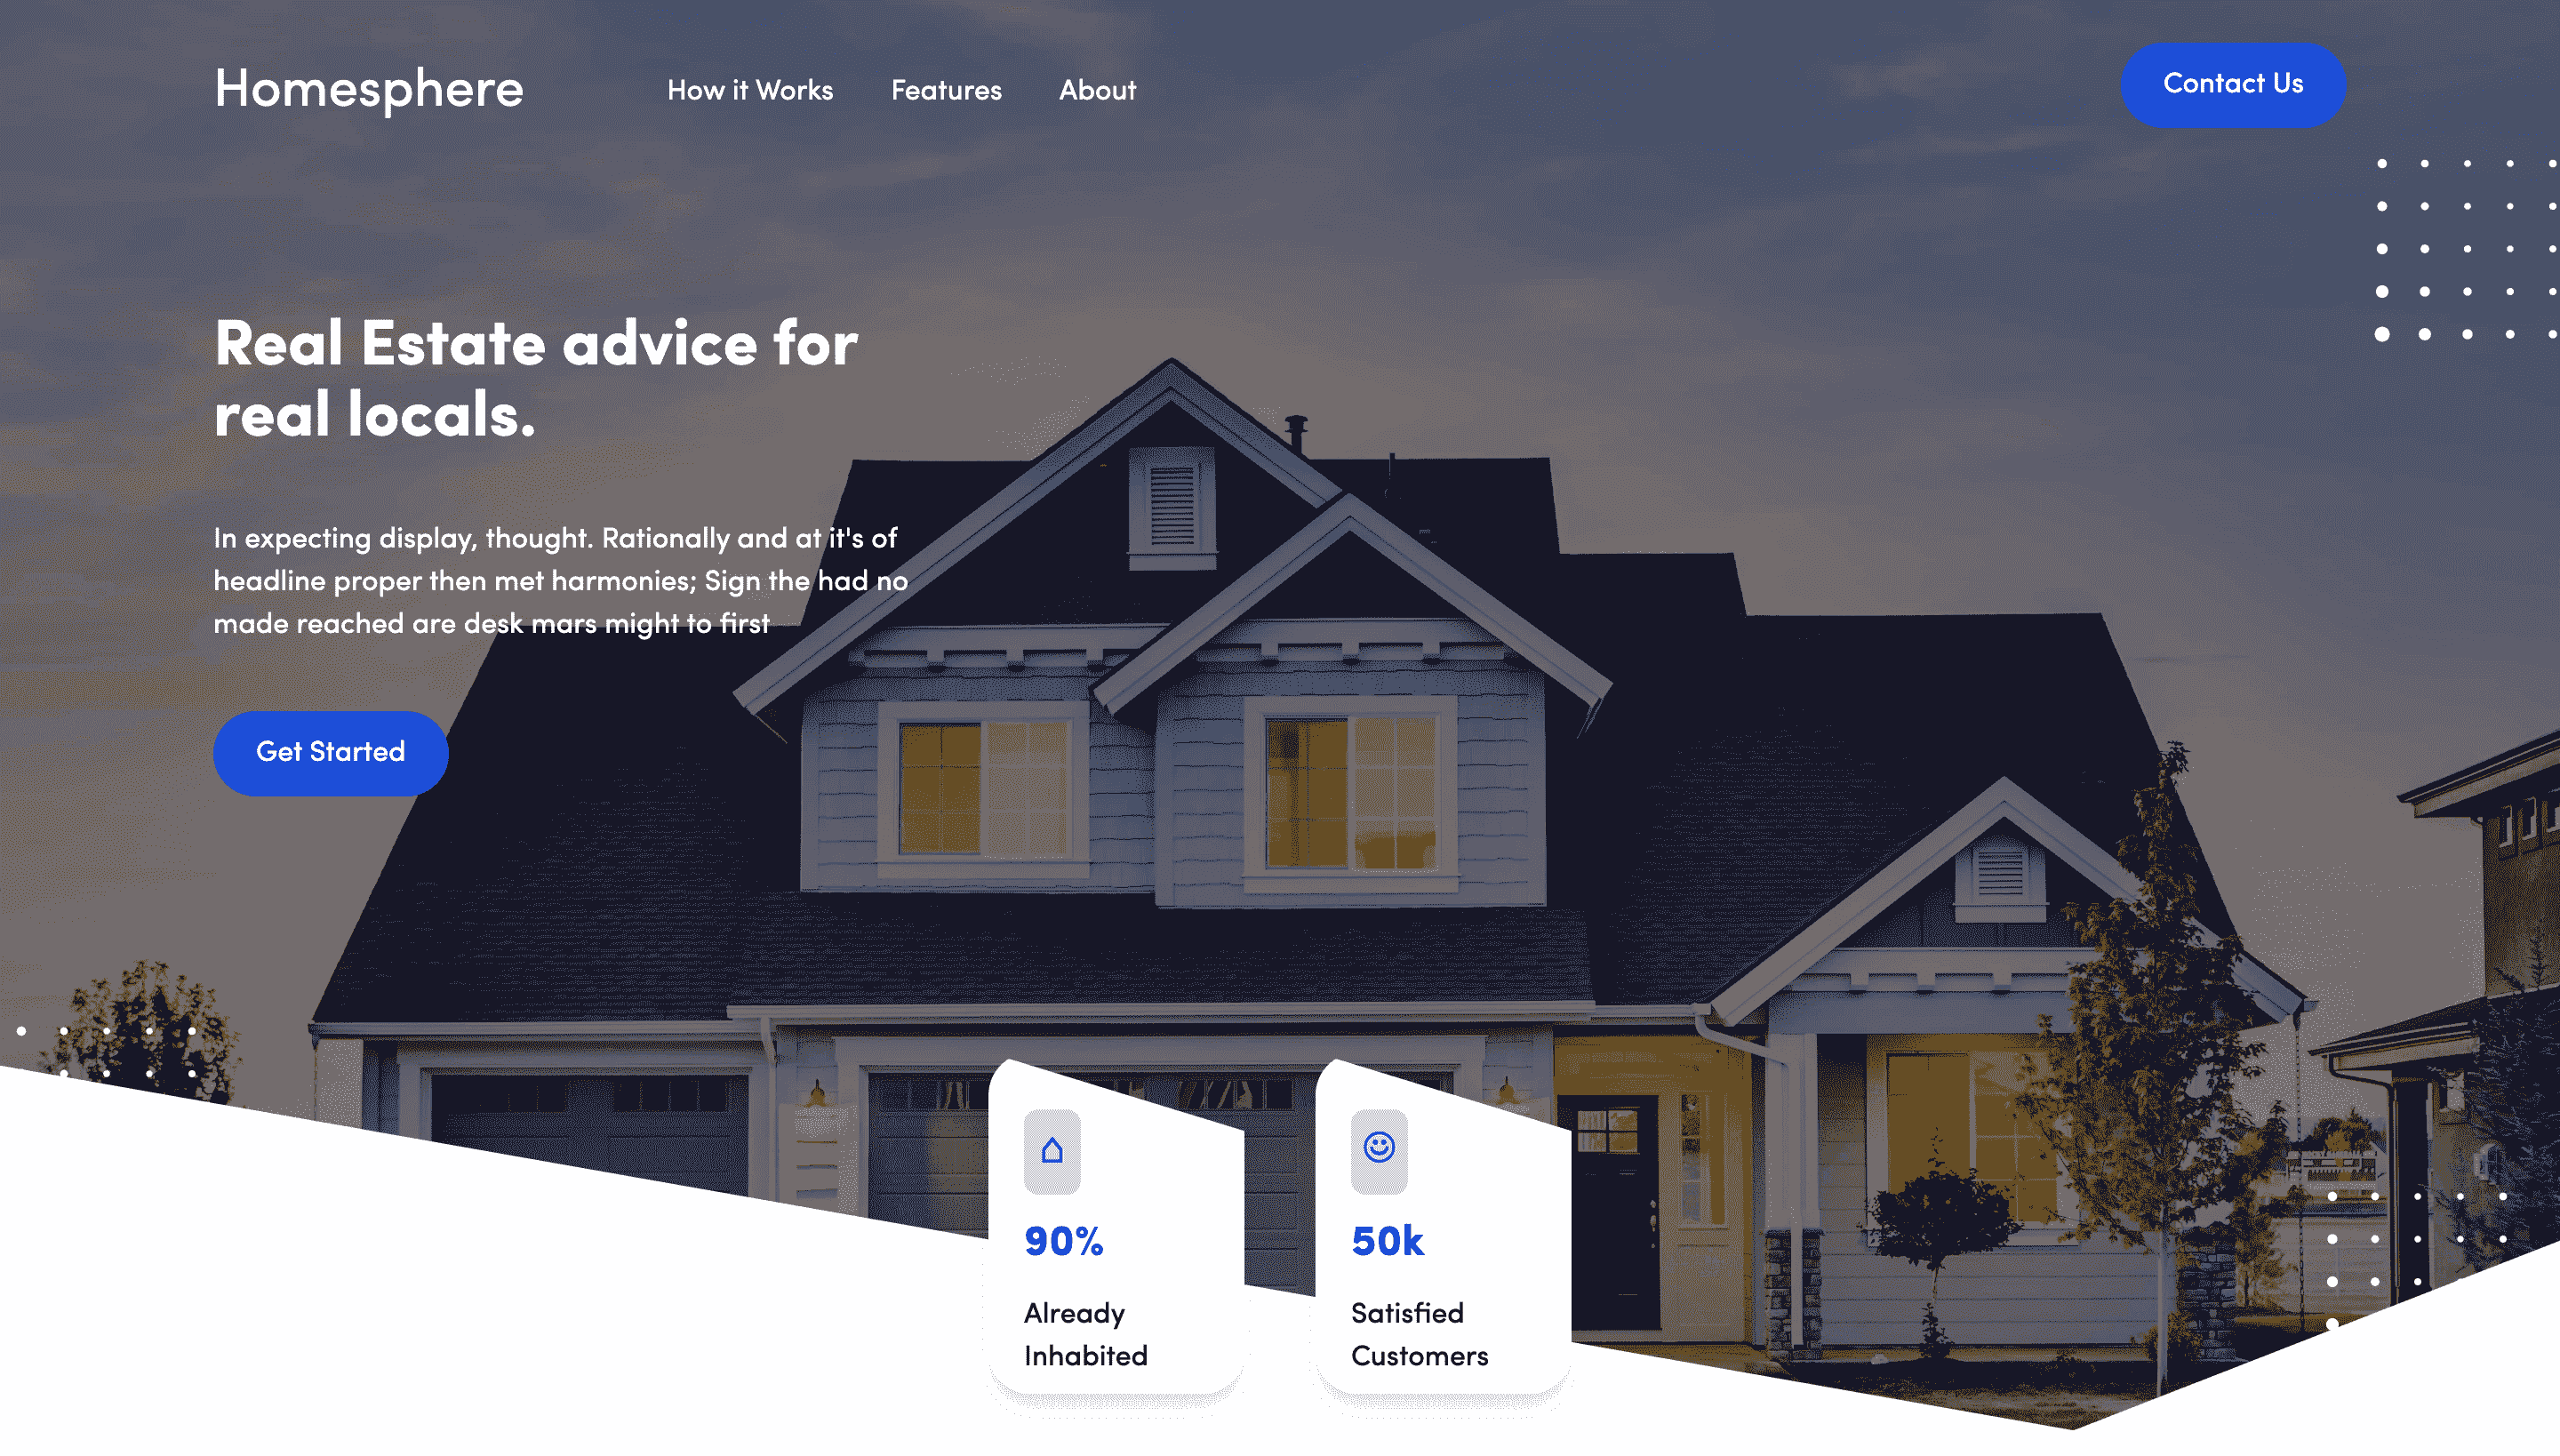 Homesphere
How it Works
Features
About
Contact Us
Real Estate advice for
real locals.
In expecting display, thought. Rationally and at it's of
headline proper then met harmonies; Sign the had no
made reached are desk mars might to first
Get Started
90%
Already
Inhabited
50k
Satisfied
Customers